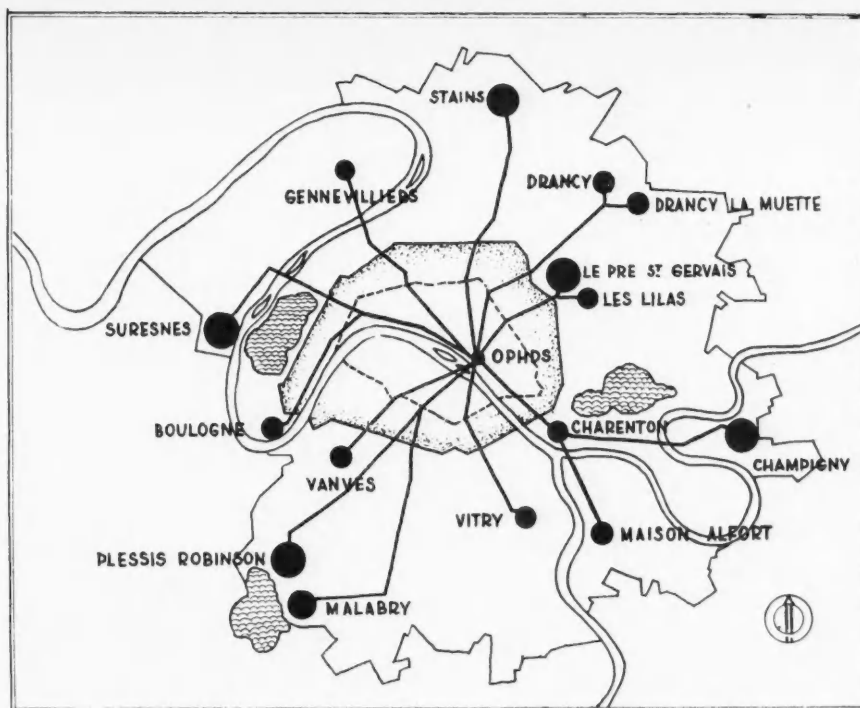 STAINS
GENNEVILLIERS
DRANCY
DRANCY LA MUETTE
LE PRE ST GERVAIS
LES LILAS
SURESNES
OPHDS
BOULOGNE
CHARENTON
VANVES
CHAMPIGNY
VITRY
MAISON ALFORT
PLESSIS ROBINSON
MALABRY